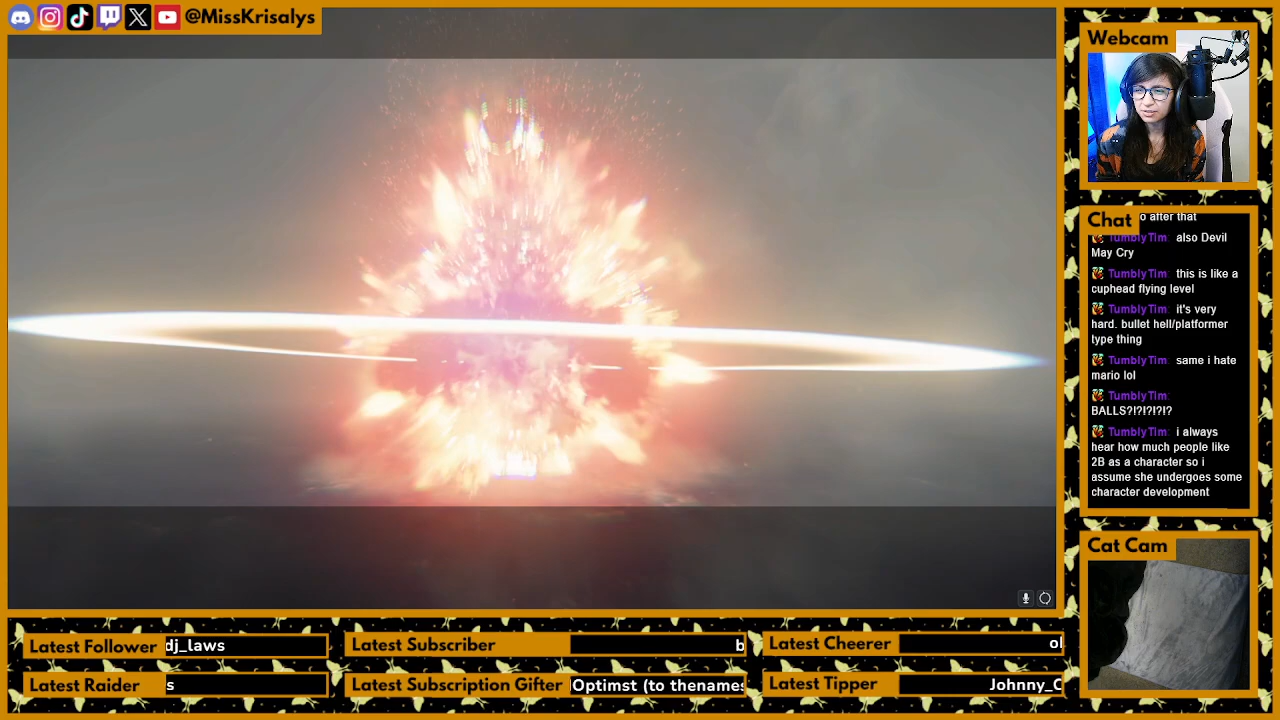 @MissKrisalys
Webcam
Chat
o after that
TumblyTim: also Devil
May Cry
TumblyTim: this is like a
cuphead flying level
TumblyTim: it's very
hard. bullet hell/platformer
type thing
TumblyTim: same i hate
mario lol
TumblyTim:
BALLS?!?!?!?!?
TumblyTim: i always
hear how much people like
2B as a character so i
assume she undergoes some
character development
Cat Cam
Latest Follower dj_laws
Latest Subscriber b
Latest Cheerer ol
Latest Raider s
Latest Subscription Gifter Optimst (to thenames
Latest Tipper Johnny_C